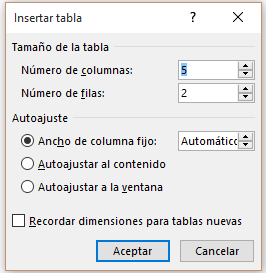 Insertar tabla
Tamaño de la tabla
Número de columnas: 5
Número de filas: 2
Autoajuste
Ancho de columna fijo: Automático
Autoajustar al contenido
Autoajustar a la ventana
Recordar dimensiones para tablas nuevas
Aceptar Cancelar